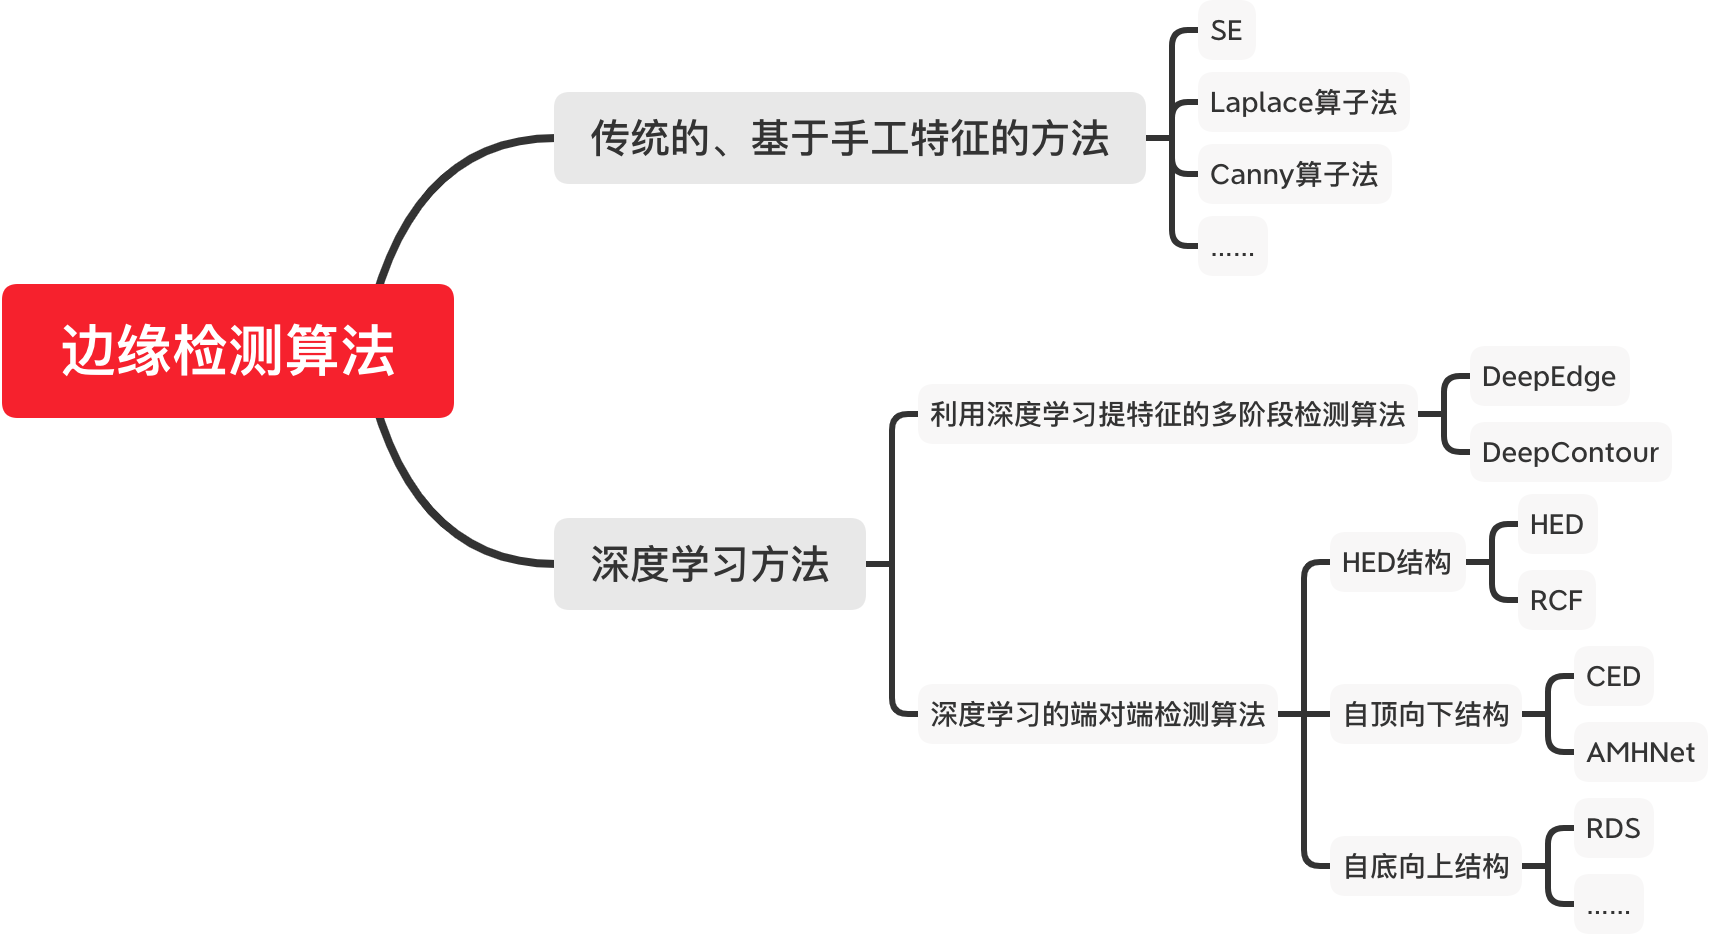 边缘检测算法
传统的、基于手工特征的方法
SE
Laplace算子法
Canny算子法
......
深度学习方法
利用深度学习提特征的多阶段检测算法
DeepEdge
DeepContour
深度学习的端对端检测算法
HED结构
HED
RCF
自顶向下结构
CED
AMHNet
自底向上结构
RDS
......